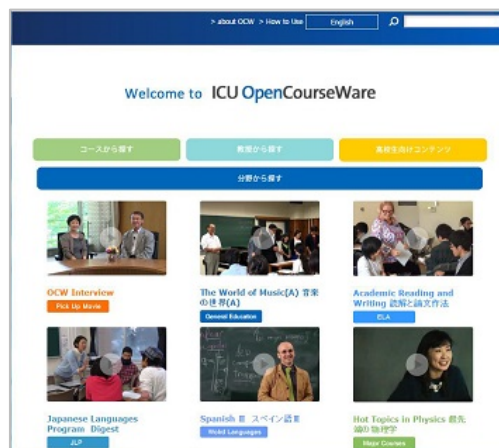 > about OCW > How to Use English
Welcome to ICU OpenCourseWare
コースから探す 教授から探す 高校生向けコンテンツ
分野から探す
OCW Interview
Pick Up Movie
The World of Music(A) 音楽
の世界(A)
General Education
Academic Reading and
Writing 読解と論文作法
ELA
Japanese Languages
Program Digest
JLP
Spanish Ⅲ スペイン語Ⅲ
World Languages
Hot Topics in Physics 最先
端の物理学
Major Courses